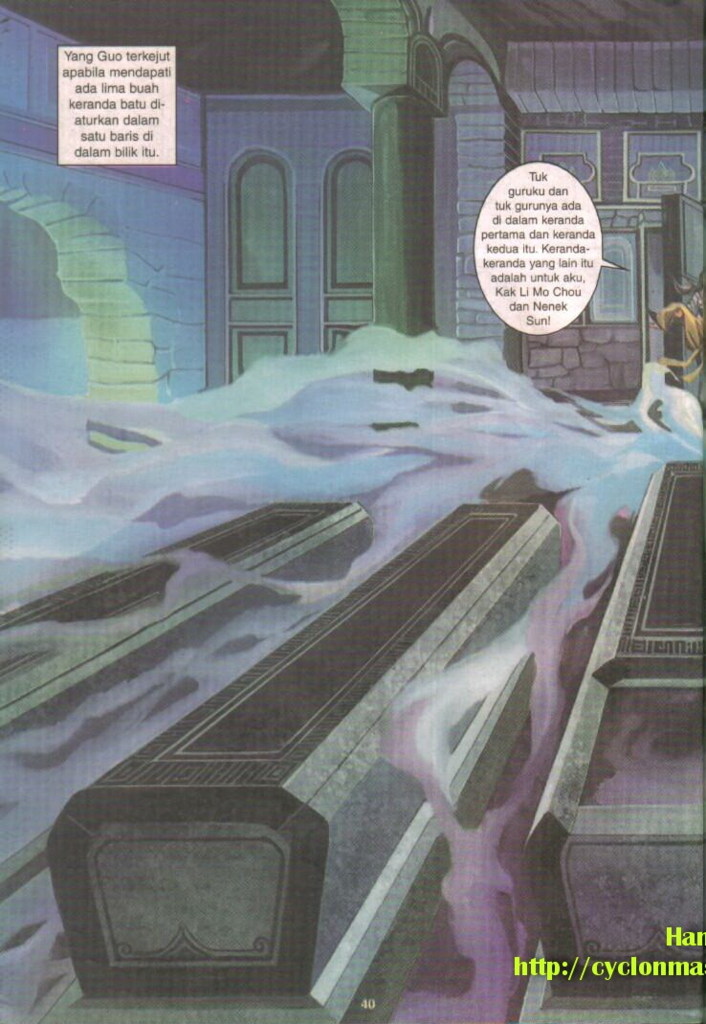 Yang Guo terkejut
apabila mendapati
ada lima buah
keranda batu di-
aturkan dalam
satu baris di
dalam bilik itu.
Tuk
guruku dan
tuk gurunya ada
di dalam keranda
pertama dan keranda
kedua itu. Keranda-
keranda yang lain itu
adalah untuk aku,
Kak Li Mo Chou
dan Nenek
Sun!
Han
http://cyclonmas
40